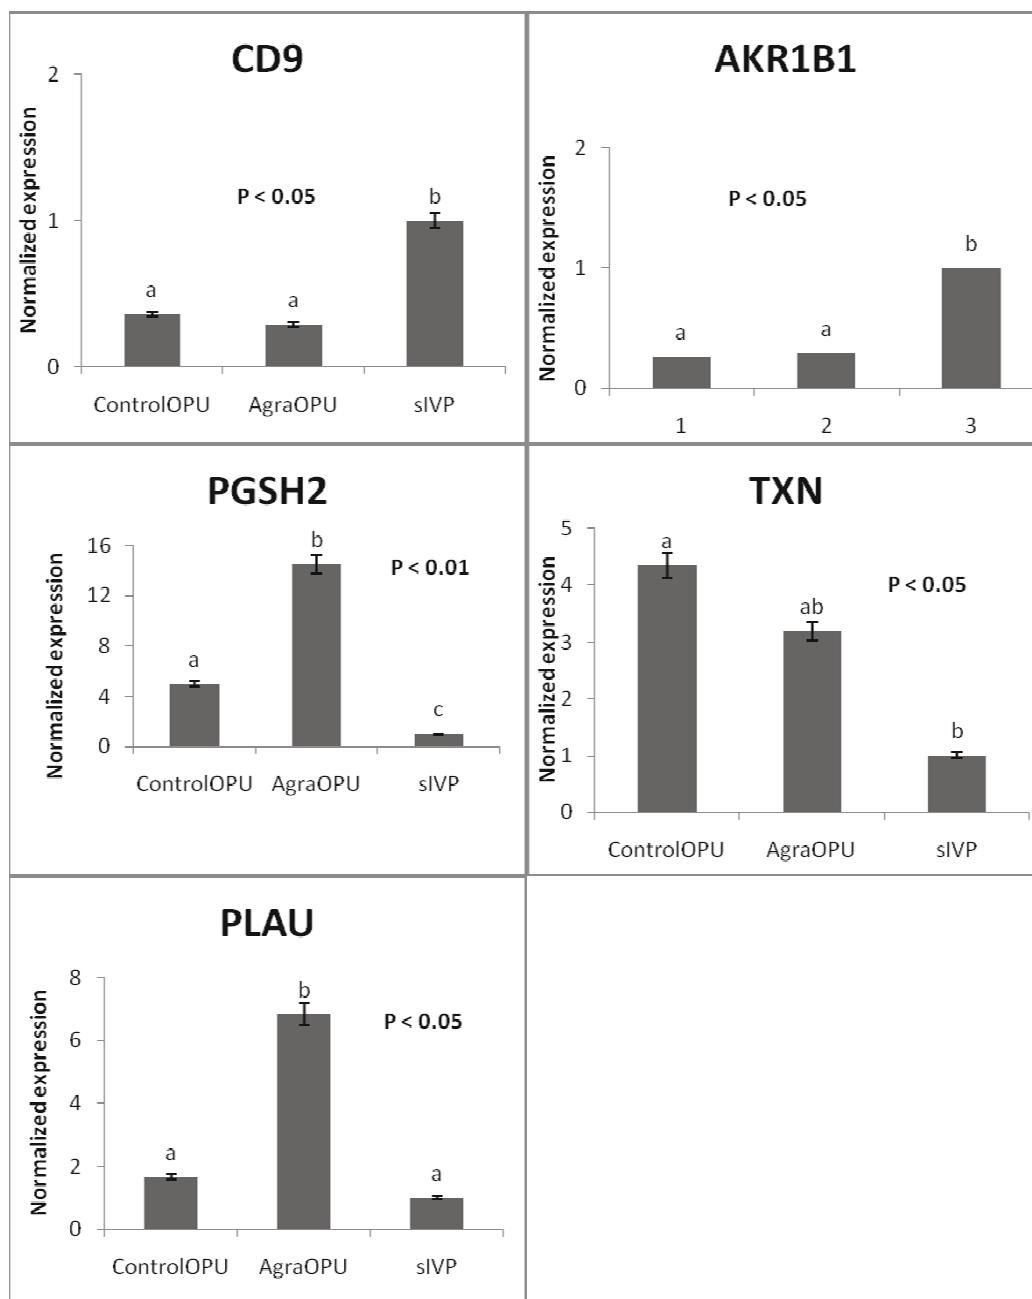 CD9
Normalized expression
2
1
0
P < 0.05
a
a
b
ControlOPU AgraOPU sIVP
AKR1B1
Normalized expression
2
1
0
P < 0.05
a
a
b
1 2 3
PGSH2
Normalized expression
16
12
8
4
0
P < 0.01
a
b
c
ControlOPU AgraOPU sIVP
TXN
Normalized expression
5
4
3
2
1
0
P < 0.05
a
ab
b
ControlOPU AgraOPU sIVP
PLAU
Normalized expression
8
6
4
2
0
P < 0.05
a
b
a
ControlOPU AgraOPU sIVP